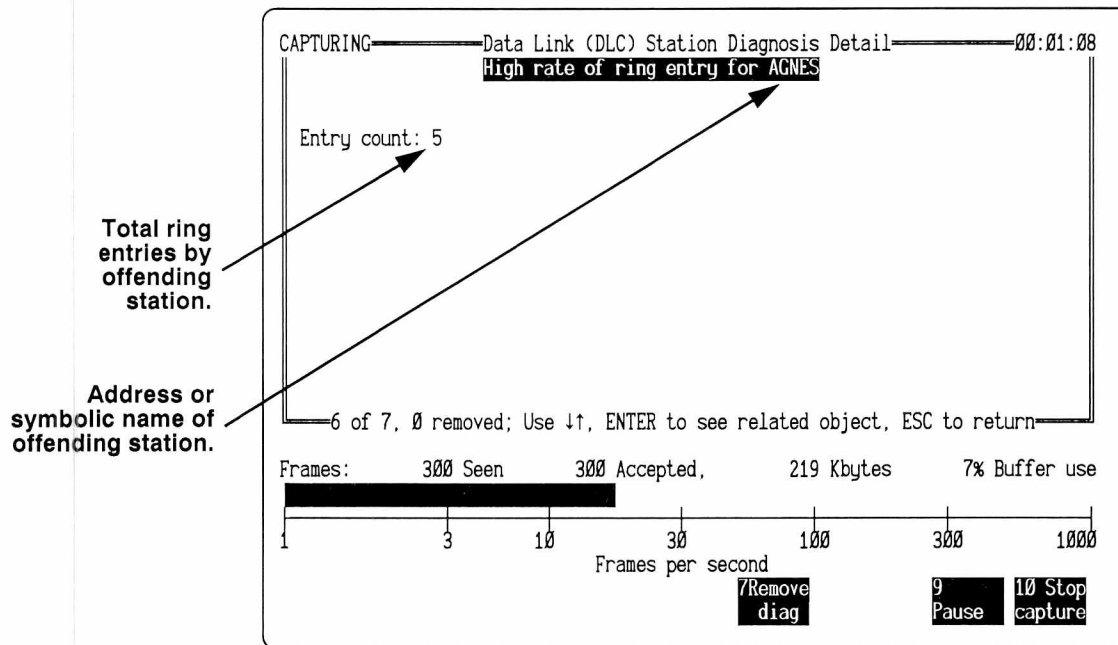 CAPTURING Data Link (DLC) Station Diagnosis Detail 00:01:08
High rate of ring entry for AGNES
Entry count: 5
Total ring
entries by
offending
station.
Address or
symbolic name of
offending station.
6 of 7, 0 removed; Use ↓↑, ENTER to see related object, ESC to return
Frames: 300 Seen 300 Accepted, 219 Kbytes 7% Buffer use
1 3 10 30 100 300 1000
Frames per second
7Remove 9 10 Stop
diag Pause capture